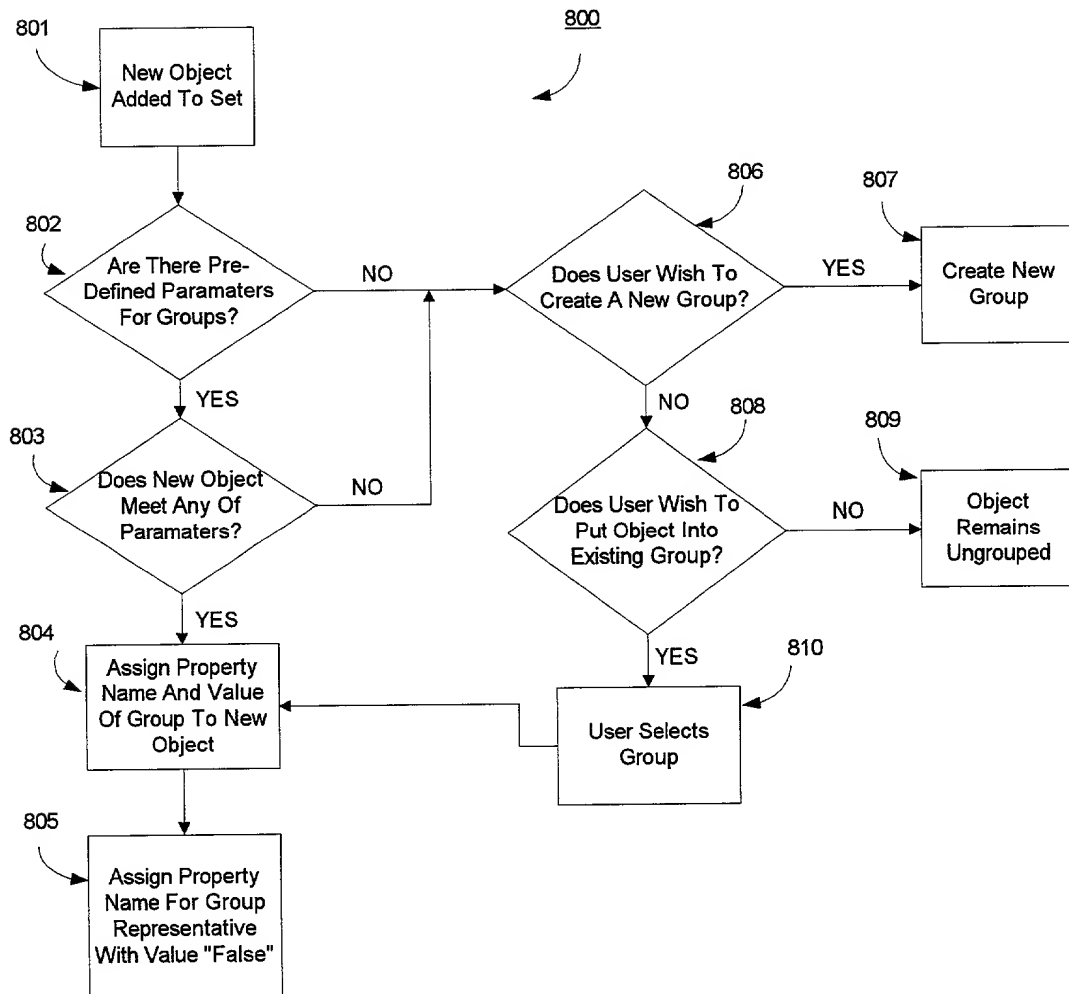 800
801
New Object
Added To Set
802
Are There Pre-
Defined Paramaters
For Groups?
NO
YES
803
Does New Object
Meet Any Of
Paramaters?
NO
YES
804
Assign Property
Name And Value
Of Group To New
Object
805
Assign Property
Name For Group
Representative
With Value "False"
806
Does User Wish To
Create A New Group?
YES
NO
807
Create New
Group
808
Does User Wish To
Put Object Into
Existing Group?
NO
YES
809
Object
Remains
Ungrouped
810
User Selects
Group